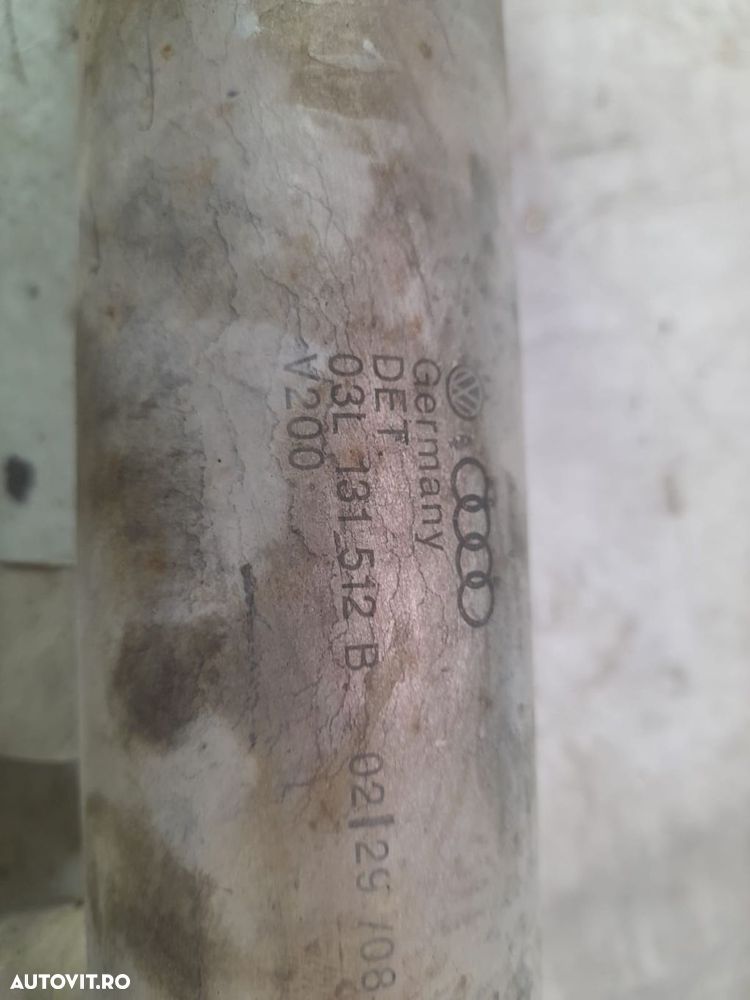 Germany
DET
03L 131 512 B 02/29/08
V200
AUTOVIT.RO